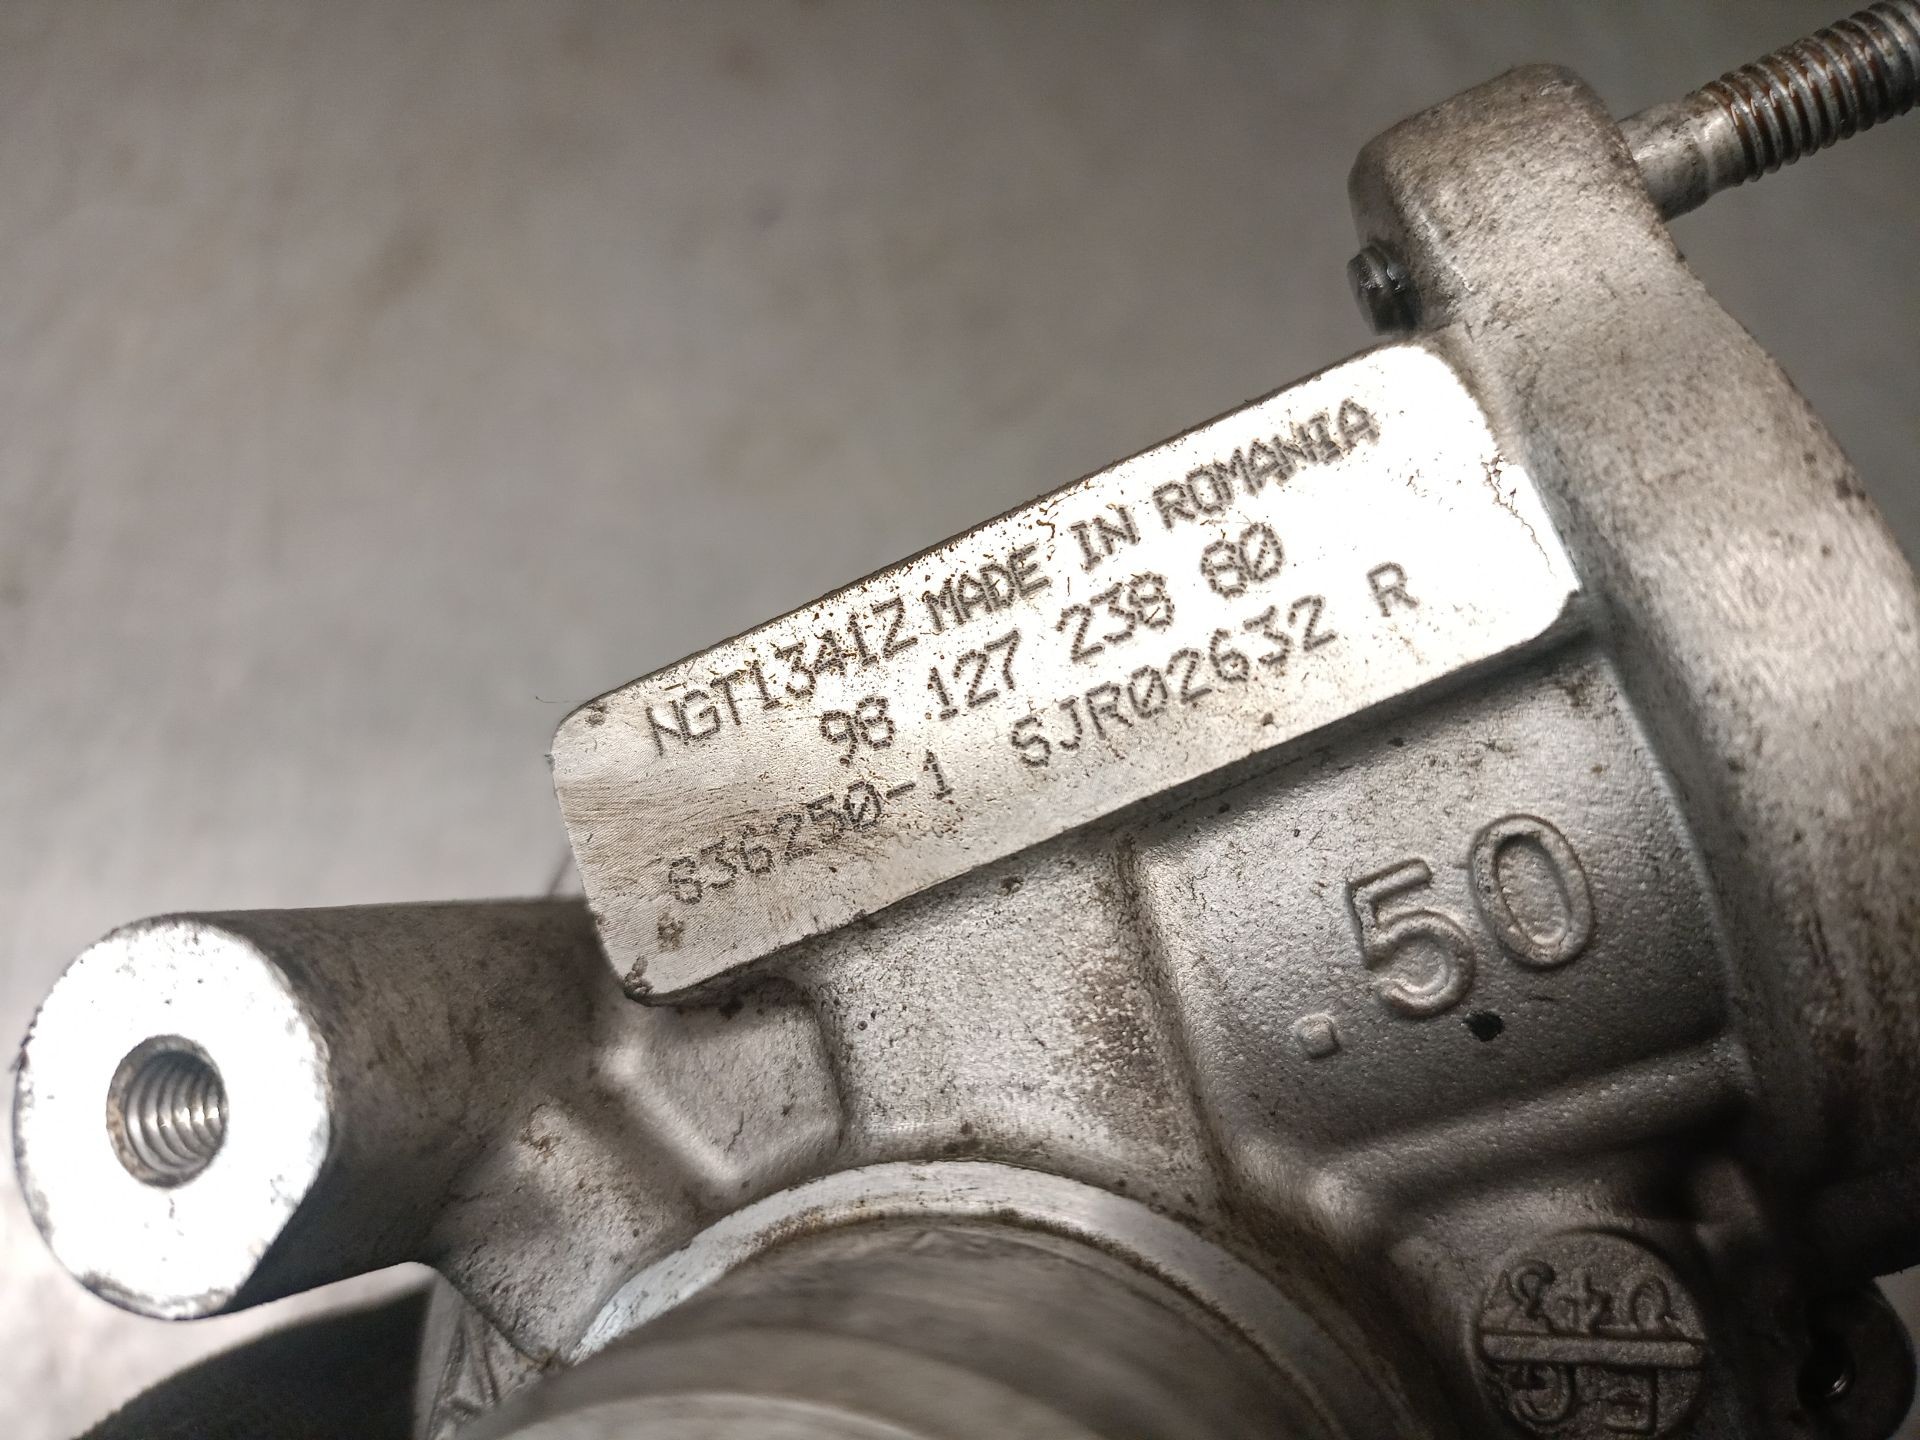 NGT1341Z MADE IN ROMANIA
98 127 238 80
836250-1 SJR02632 R
.50